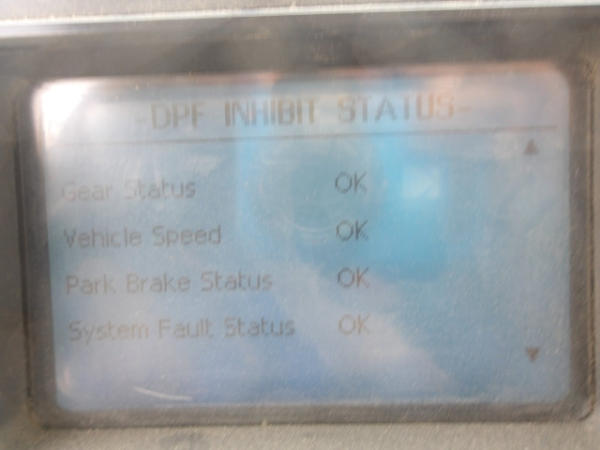 -DPF INHIBIT STATUS-
Gear Status OK
Vehicle Speed OK
Park Brake Status OK
System Fault Status OK